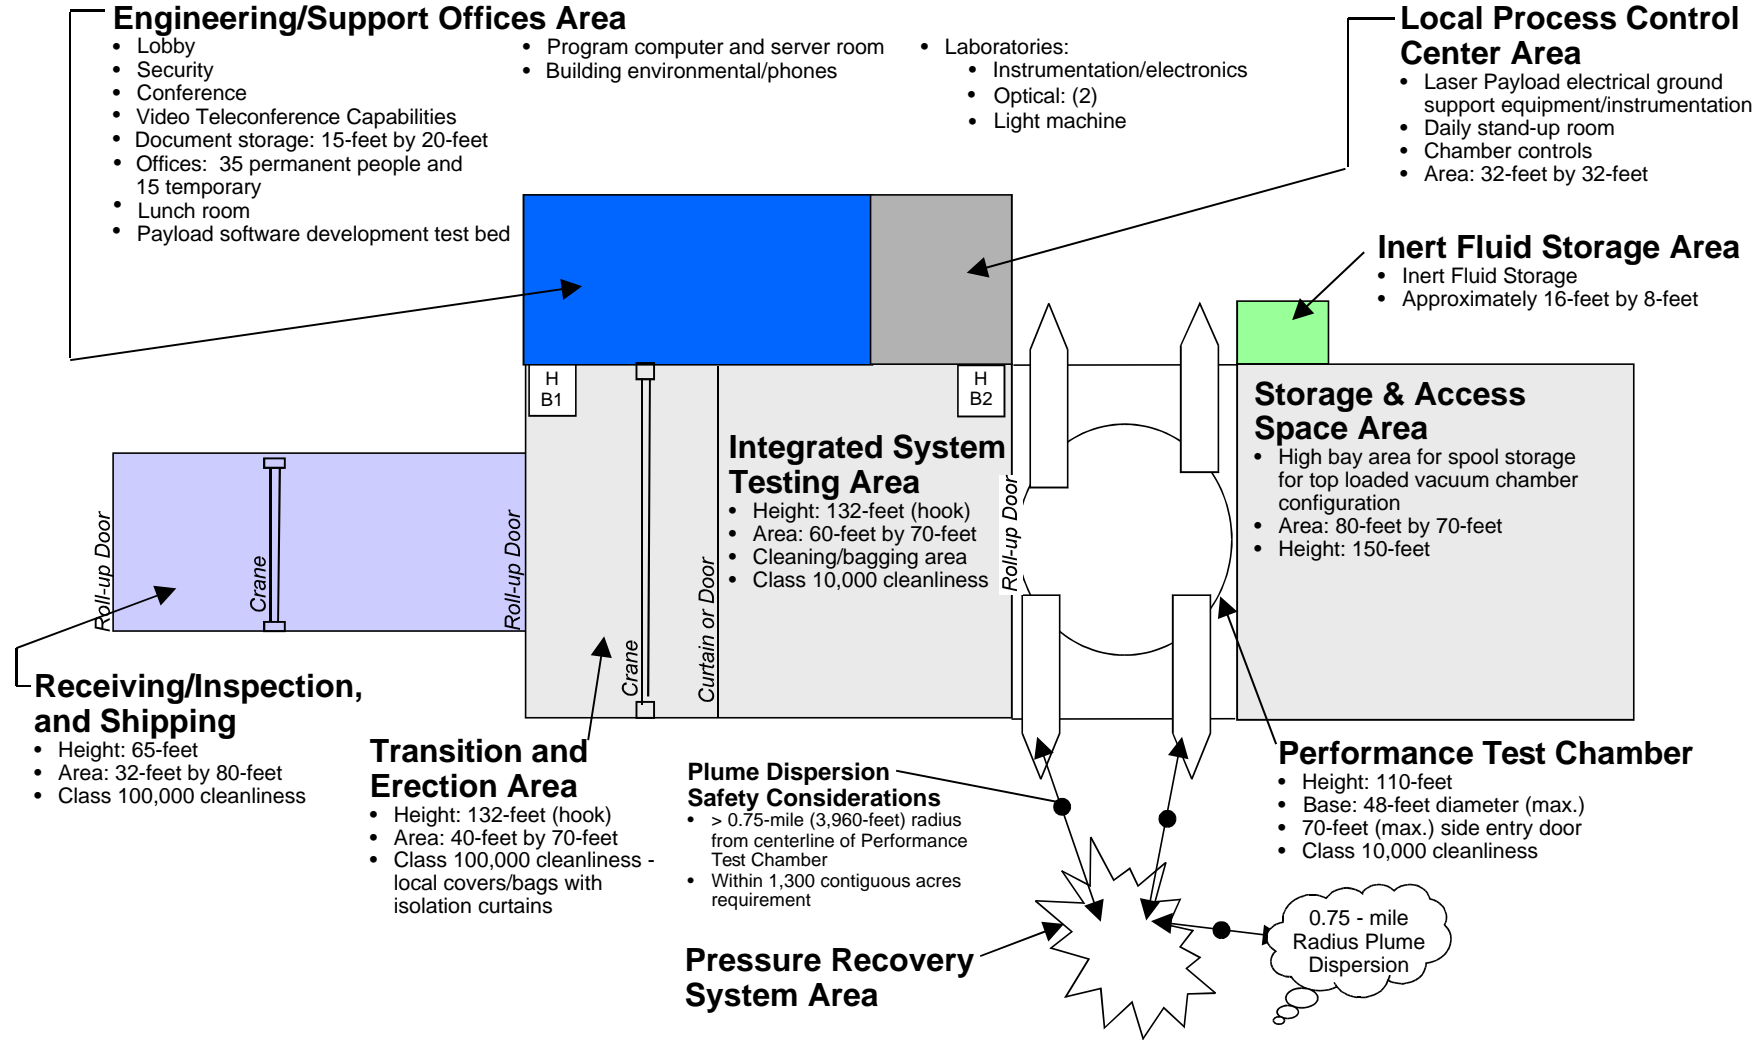 Engineering/Support Offices Area
• Lobby
• Security
• Conference
• Video Teleconference Capabilities
• Document storage: 15-feet by 20-feet
• Offices: 35 permanent people and
15 temporary
• Lunch room
• Payload software development test bed
• Program computer and server room
• Building environmental/phones
• Laboratories:
• Instrumentation/electronics
• Optical: (2)
• Light machine
Local Process Control
Center Area
• Laser Payload electrical ground
support equipment/instrumentation
• Daily stand-up room
• Chamber controls
• Area: 32-feet by 32-feet
Inert Fluid Storage Area
• Inert Fluid Storage
• Approximately 16-feet by 8-feet
H
B1
H
B2
Storage & Access
Space Area
• High bay area for spool storage
for top loaded vacuum chamber
configuration
• Area: 80-feet by 70-feet
• Height: 150-feet
Integrated System
Testing Area
• Height: 132-feet (hook)
• Area: 60-feet by 70-feet
• Cleaning/bagging area
• Class 10,000 cleanliness
Roll-up Door
Crane
Roll-up Door
Crane
Curtain or Door
Roll-up Door
Receiving/Inspection,
and Shipping
• Height: 65-feet
• Area: 32-feet by 80-feet
• Class 100,000 cleanliness
Transition and
Erection Area
• Height: 132-feet (hook)
• Area: 40-feet by 70-feet
• Class 100,000 cleanliness -
local covers/bags with
isolation curtains
Plume Dispersion
Safety Considerations
• > 0.75-mile (3,960-feet) radius
from centerline of Performance
Test Chamber
• Within 1,300 contiguous acres
requirement
Performance Test Chamber
• Height: 110-feet
• Base: 48-feet diameter (max.)
• 70-feet (max.) side entry door
• Class 10,000 cleanliness
Pressure Recovery
System Area
0.75 - mile
Radius Plume
Dispersion